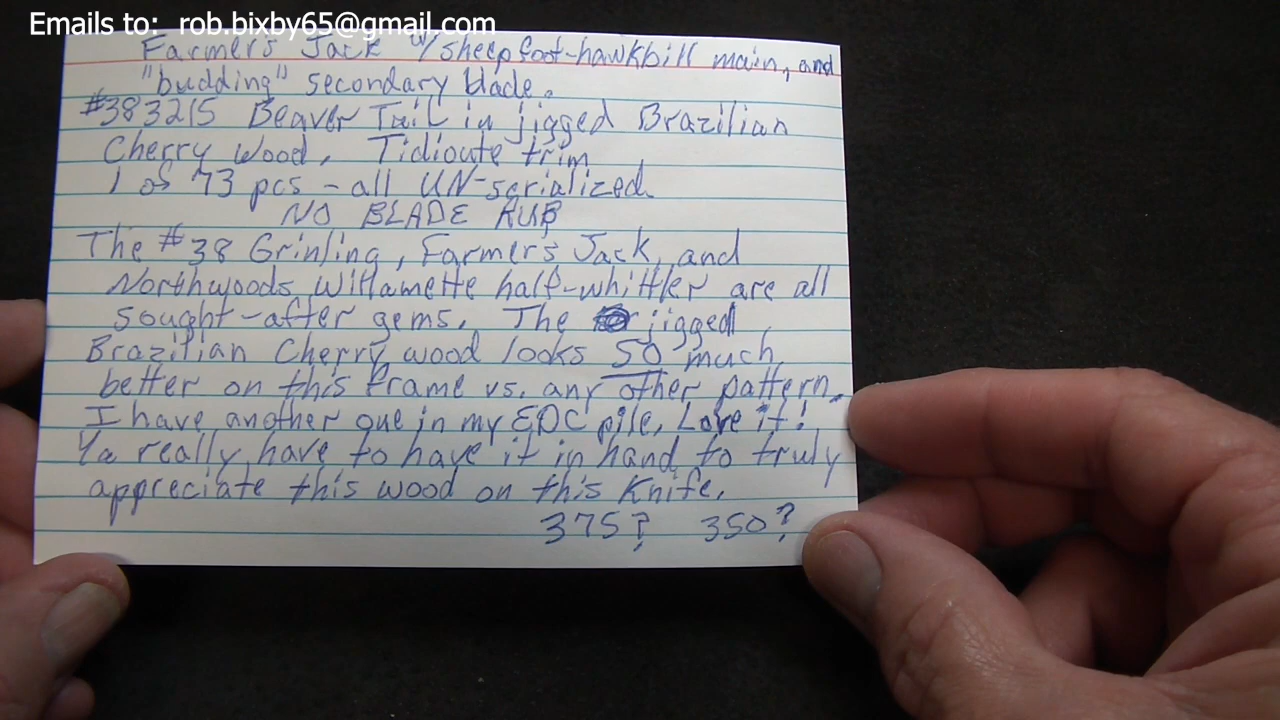 Emails to: rob.bixby65@gmail.com
Farmer's Jack w/sheepfoot-hawkbill main, and
"budding" secondary blade.
#383215 Beaver Tail in jigged Brazilian
Cherry Wood. Tidioute trim
1 of 73 pcs - all UN-serialized
NO BLADE RUB
The #38 Grinling, Farmer's Jack, and
Northwoods Willamette half-whittler are all
sought-after gems. The jigged
Brazilian Cherry wood looks SO much
better on this frame vs. any other pattern.
I have another one in my EDC pile, Love it!
Ya really have to have it in hand to truly
appreciate this wood on this Knife.
375? 350?